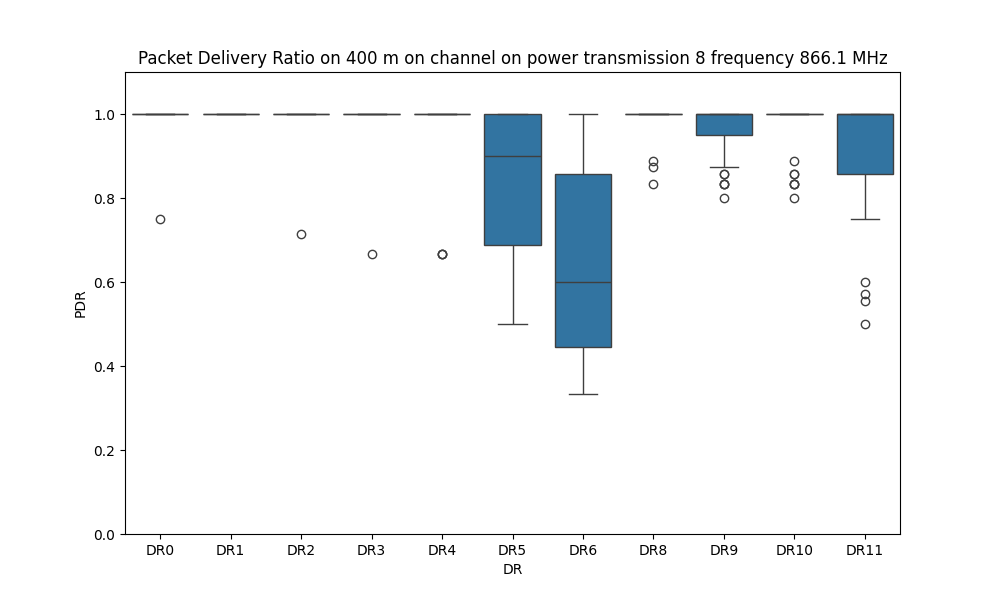 Packet Delivery Ratio on 400 m on channel on power transmission 8 frequency 866.1 MHz
1.0
0.8
0.6
0.4
0.2
0.0
PDR
DR0 DR1 DR2 DR3 DR4 DR5 DR6 DR8 DR9 DR10 DR11
DR